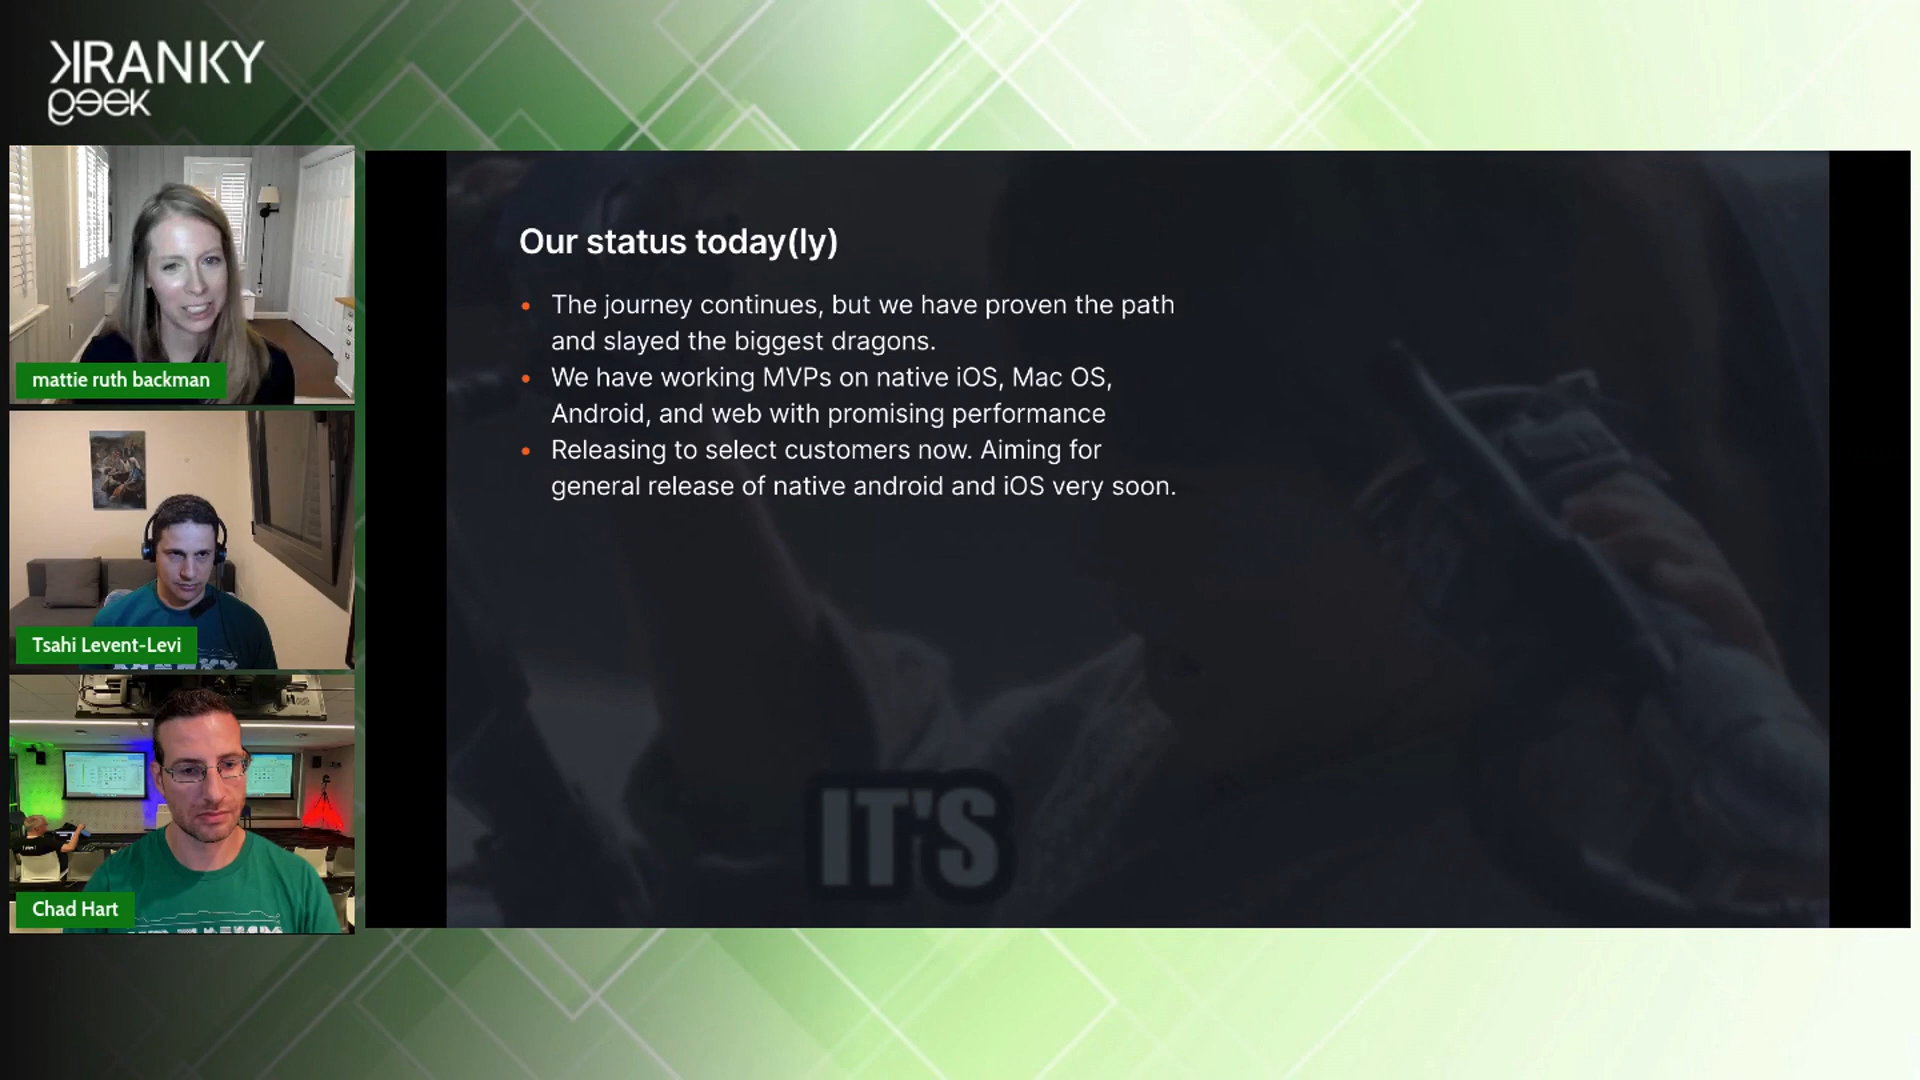 KRANKY
geek
mattie ruth backman
Tsahi Levent-Levi
Chad Hart
Our status today(ly)
The journey continues, but we have proven the path
and slayed the biggest dragons.
We have working MVPs on native iOS, Mac OS,
Android, and web with promising performance
Releasing to select customers now. Aiming for
general release of native android and iOS very soon.
IT'S